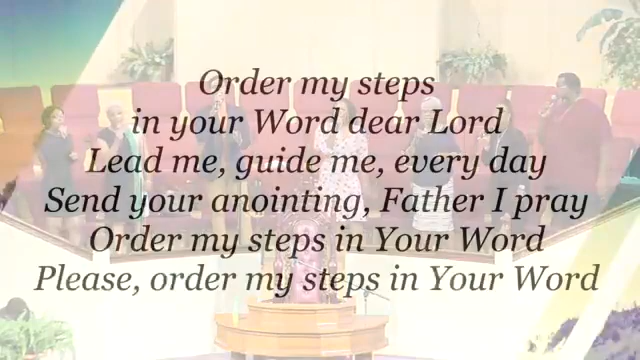 Order my steps
in your Word dear Lord
Lead me, guide me, every day
Send your anointing, Father I pray
Order my steps in Your Word
Please, order my steps in Your Word